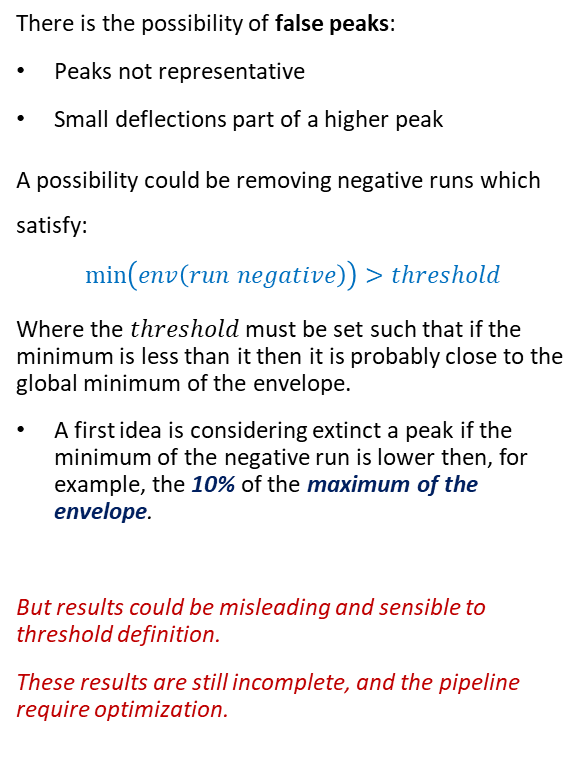 There is the possibility of false peaks:
• Peaks not representative
• Small deflections part of a higher peak
A possibility could be removing negative runs which
satisfy:
min(env(run negative)) > threshold
Where the threshold must be set such that if the
minimum is less than it then it is probably close to the
global minimum of the envelope.
• A first idea is considering extinct a peak if the
minimum of the negative run is lower then, for
example, the 10% of the maximum of the
envelope.
But results could be misleading and sensible to
threshold definition.
These results are still incomplete, and the pipeline
require optimization.